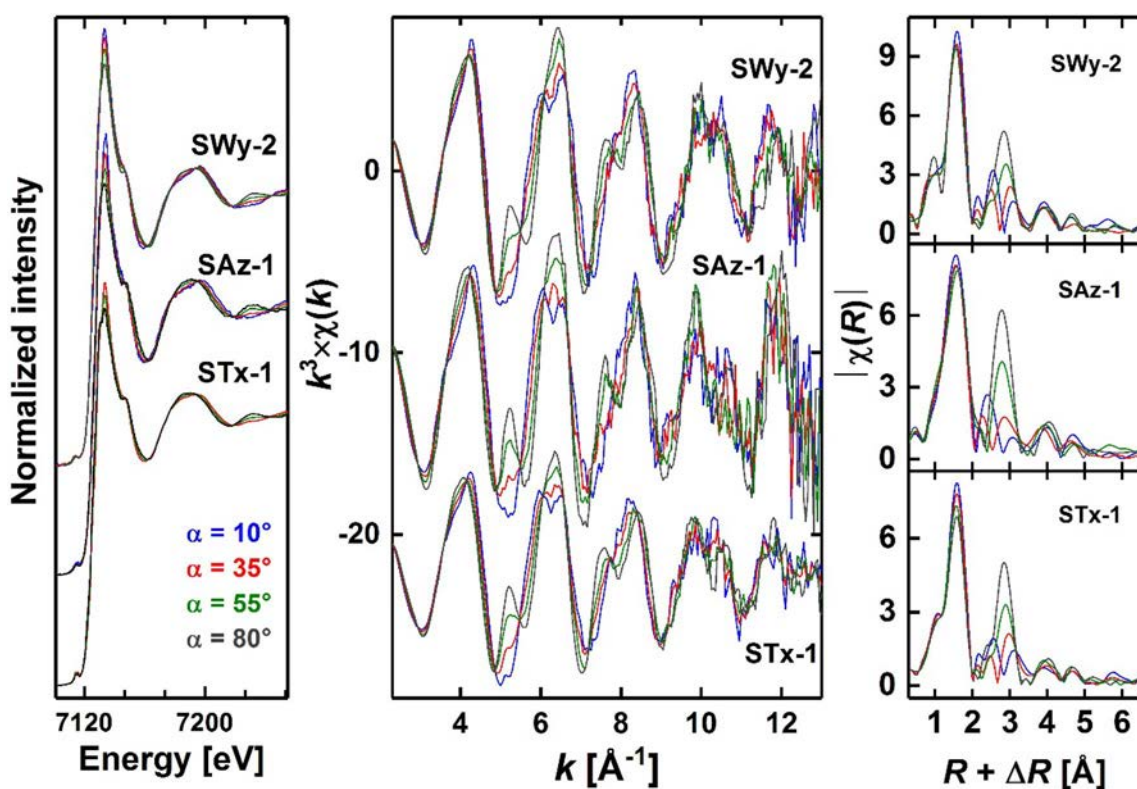 Normalized intensity
SWy-2
SAz-1
STx-1
α = 10°
α = 35°
α = 55°
α = 80°
7120
7200
Energy [eV]
k³×χ(k)
0
-10
-20
SWy-2
SAz-1
STx-1
4
6
8
10
12
k [Å⁻¹]
|χ(R)|
9
6
3
0
SWy-2
6
3
0
SAz-1
6
3
0
STx-1
1
2
3
4
5
6
R + ΔR [Å]